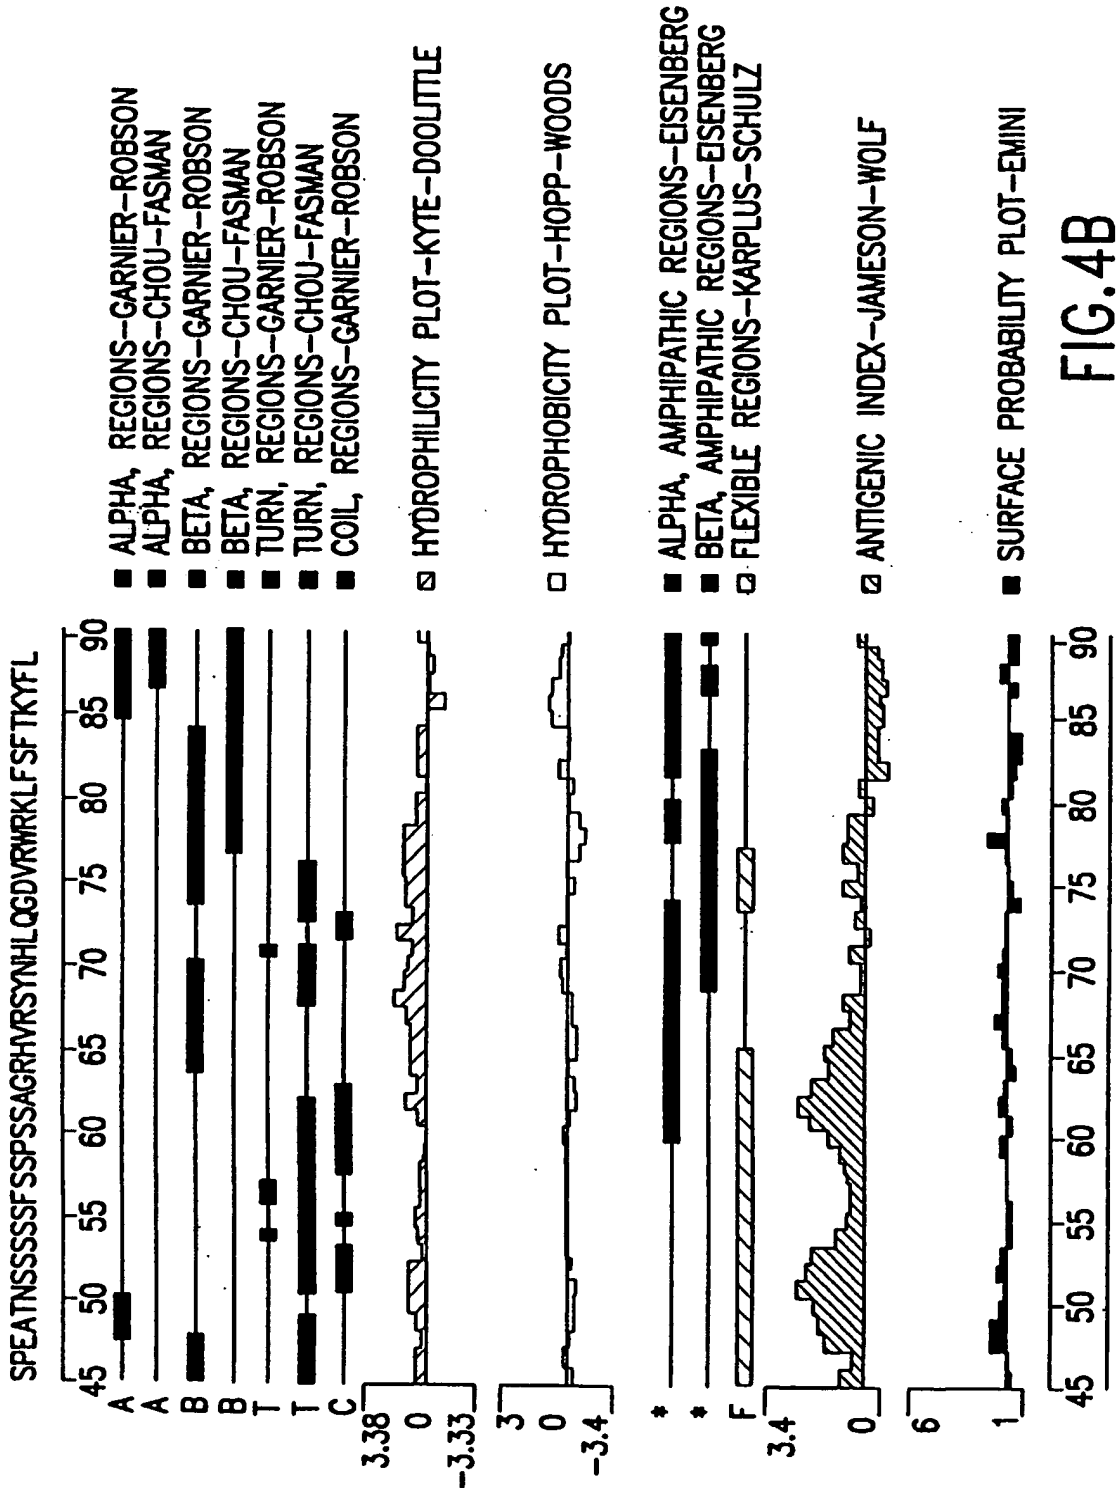 SPEATNSSSSSFSSPSSAGRHVRSYNHLQGDVRWRKLFSFTKYFL
45 50 55 60 65 70 75 80 85 90
A ALPHA, REGIONS-GARNIER-ROBSON
A ALPHA, REGIONS-CHOU-FASMAN
B BETA, REGIONS-GARNIER-ROBSON
B BETA, REGIONS-CHOU-FASMAN
T TURN, REGIONS-GARNIER-ROBSON
T TURN, REGIONS-CHOU-FASMAN
C COIL, REGIONS-GARNIER-ROBSON
3.38
0 HYDROPHILICITY PLOT-KYTE-DOOLITTLE
-3.33
3
0 HYDROPHOBICITY PLOT-HOPP-WOODS
-3.4
* ALPHA, AMPHIPATHIC REGIONS-EISENBERG
* BETA, AMPHIPATHIC REGIONS-EISENBERG
F FLEXIBLE REGIONS-KARPLUS-SCHULZ
3.4
0 ANTIGENIC INDEX-JAMESON-WOLF
6
1 SURFACE PROBABILITY PLOT-EMINI
45 50 55 60 65 70 75 80 85 90
FIG.4B